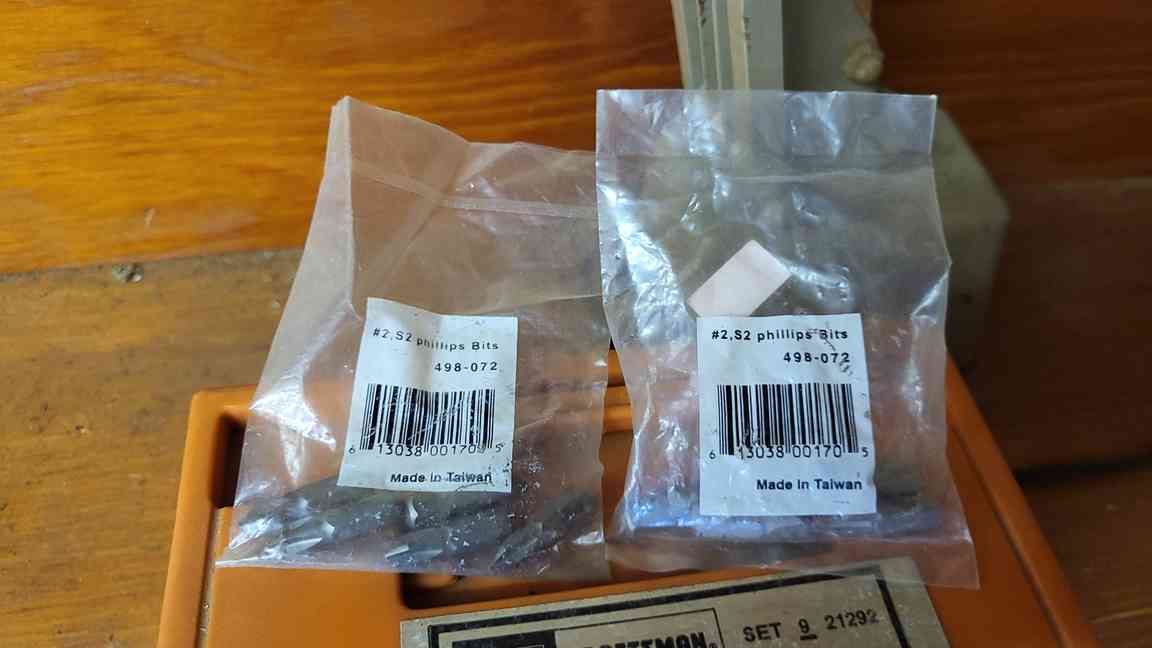 #2,S2 phillips Bits
498-072
6 13038 00170 5
Made in Taiwan
#2,S2 phillips Bits
498-072
6 13038 00170 5
Made in Taiwan
SET 9 21292